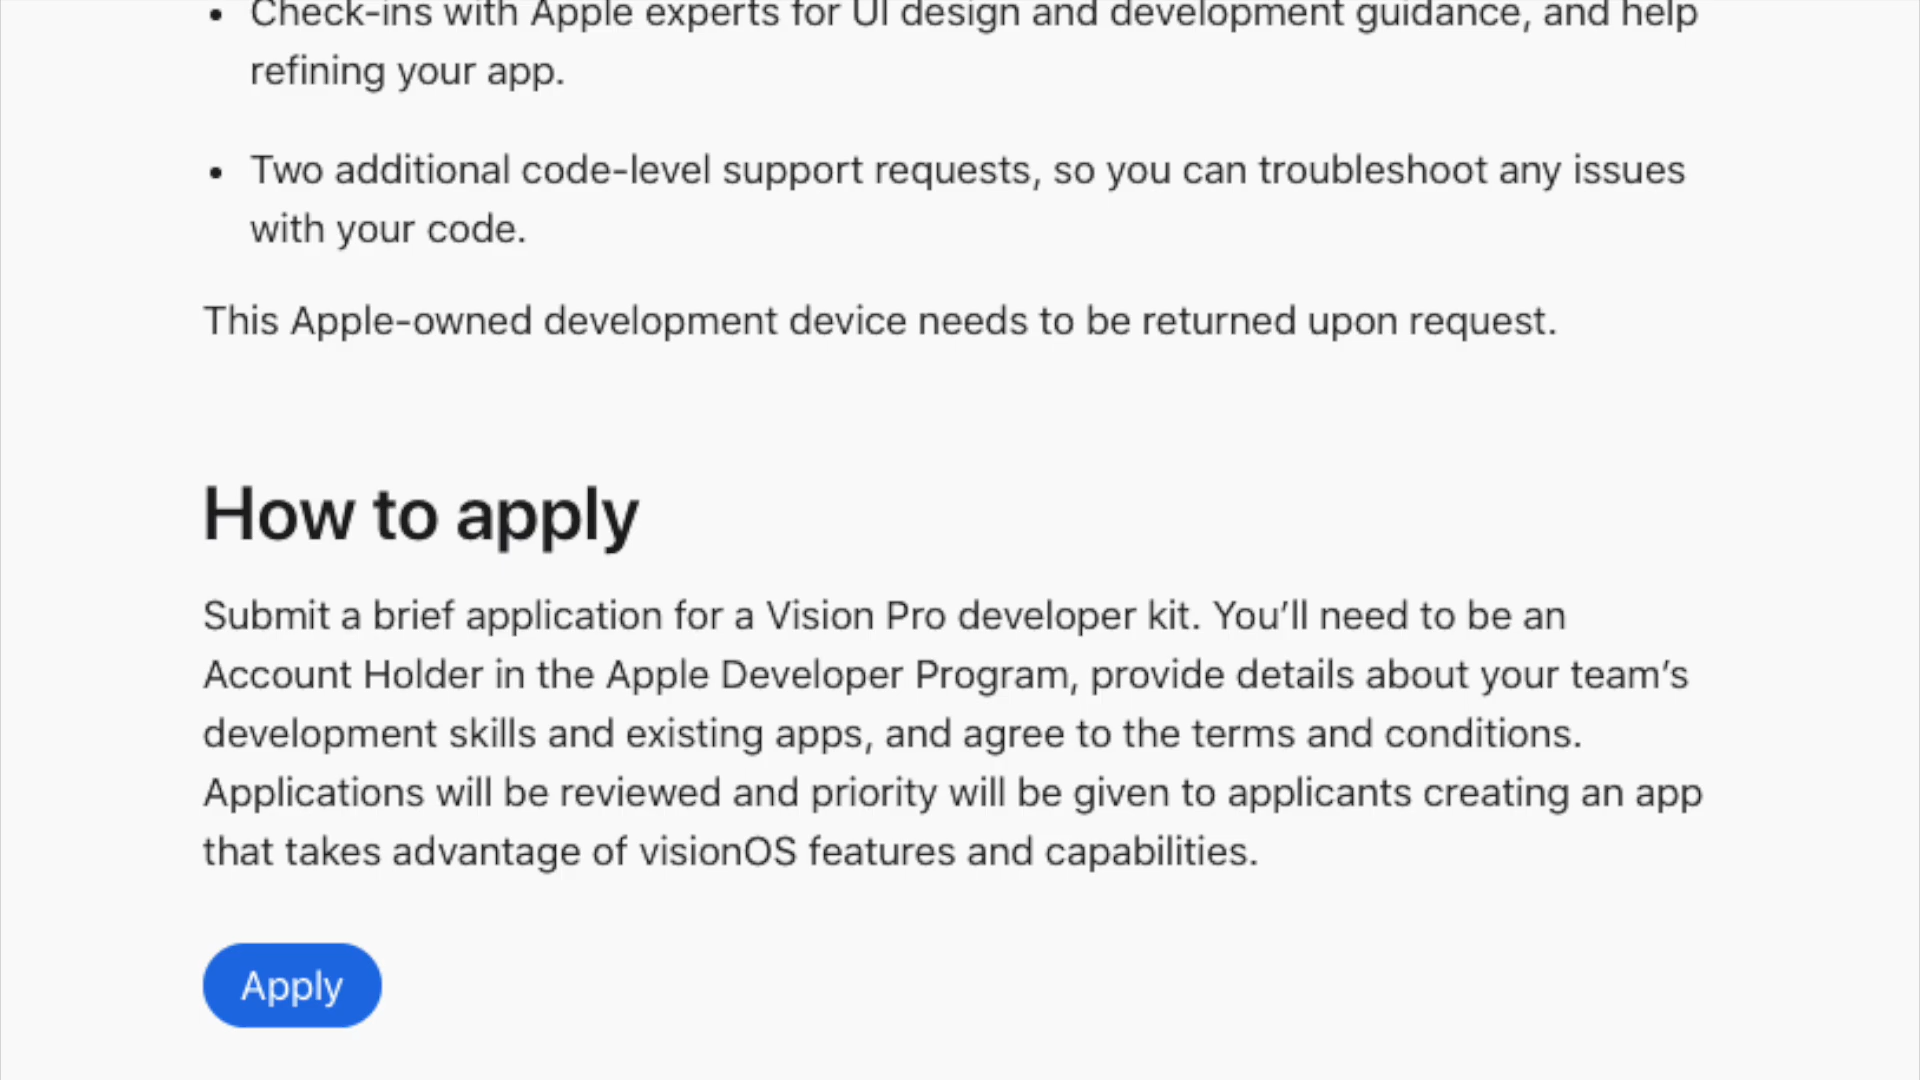 • Check-ins with Apple experts for UI design and development guidance, and help
refining your app.
• Two additional code-level support requests, so you can troubleshoot any issues
with your code.
This Apple-owned development device needs to be returned upon request.
How to apply
Submit a brief application for a Vision Pro developer kit. You’ll need to be an
Account Holder in the Apple Developer Program, provide details about your team’s
development skills and existing apps, and agree to the terms and conditions.
Applications will be reviewed and priority will be given to applicants creating an app
that takes advantage of visionOS features and capabilities.
Apply